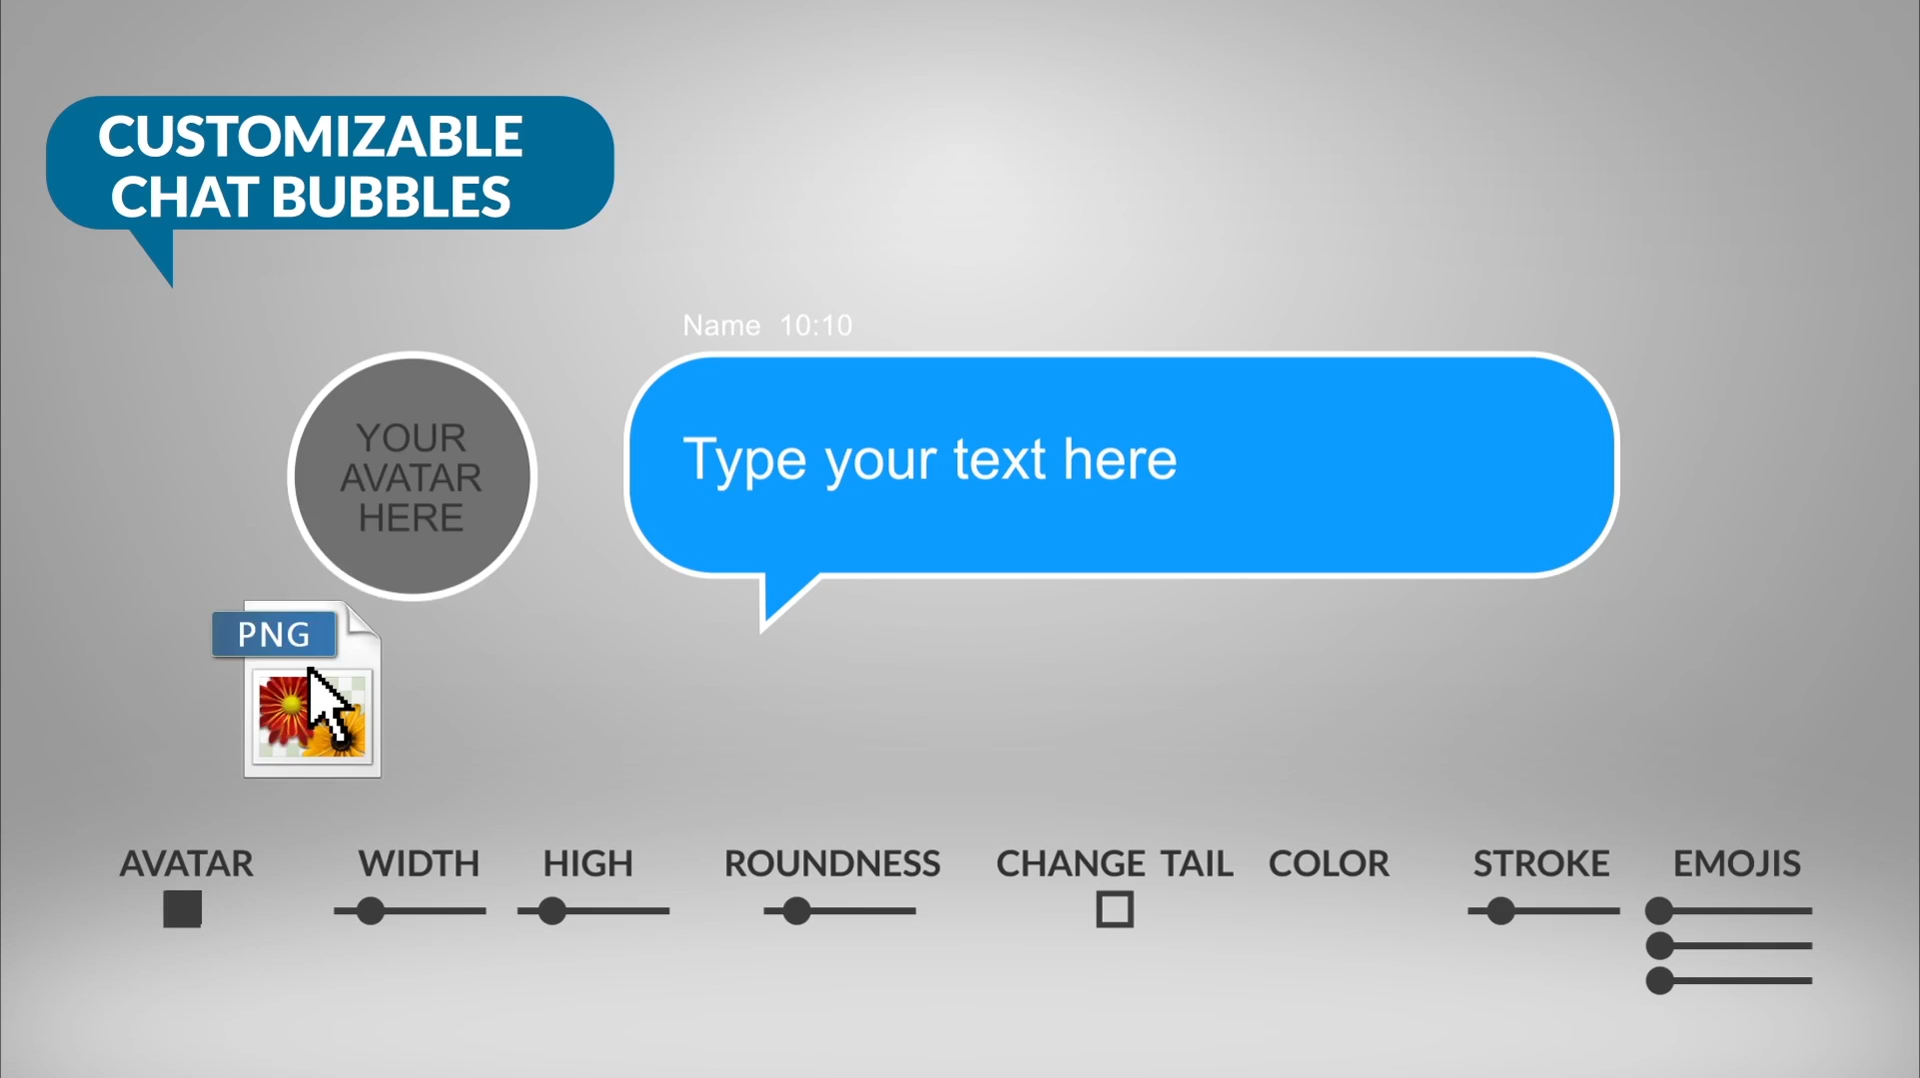 CUSTOMIZABLE
CHAT BUBBLES
Name 10:10
YOUR
AVATAR
HERE
Type your text here
PNG
AVATAR WIDTH HIGH ROUNDNESS CHANGE TAIL COLOR STROKE EMOJIS